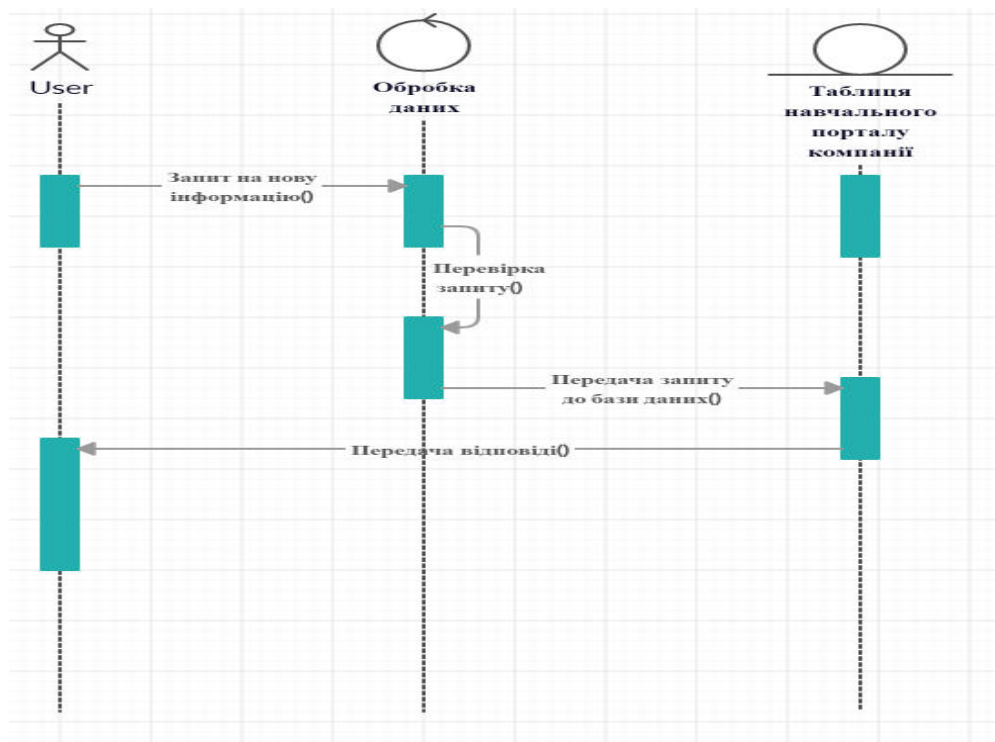 User
Обробка
даних
Таблиця
навчального
порталу
компанії
Запит на нову
інформацію()
Перевірка
запиту()
Передача запиту
до бази даних()
Передача відповіді()